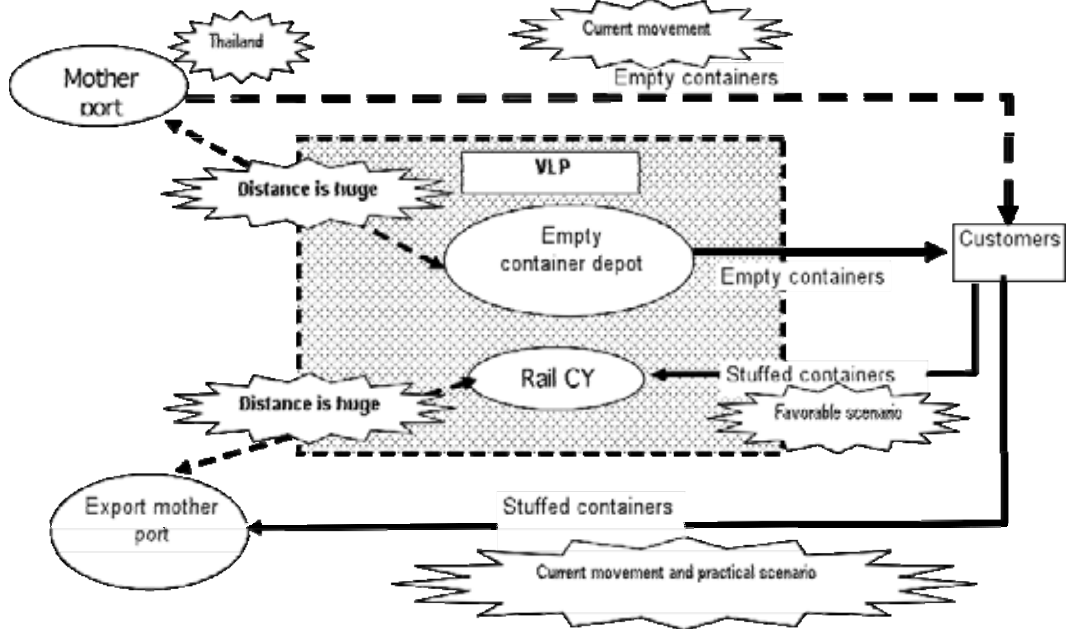 Thailand
Current movement
Mother
port
Empty containers
VLP
Distance is huge
Empty
container depot
Customers
Empty containers
Rail CY
Stuffed containers
Distance is huge
Favorable scenario
Export mother
port
Stuffed containers
Current movement and practical scenario